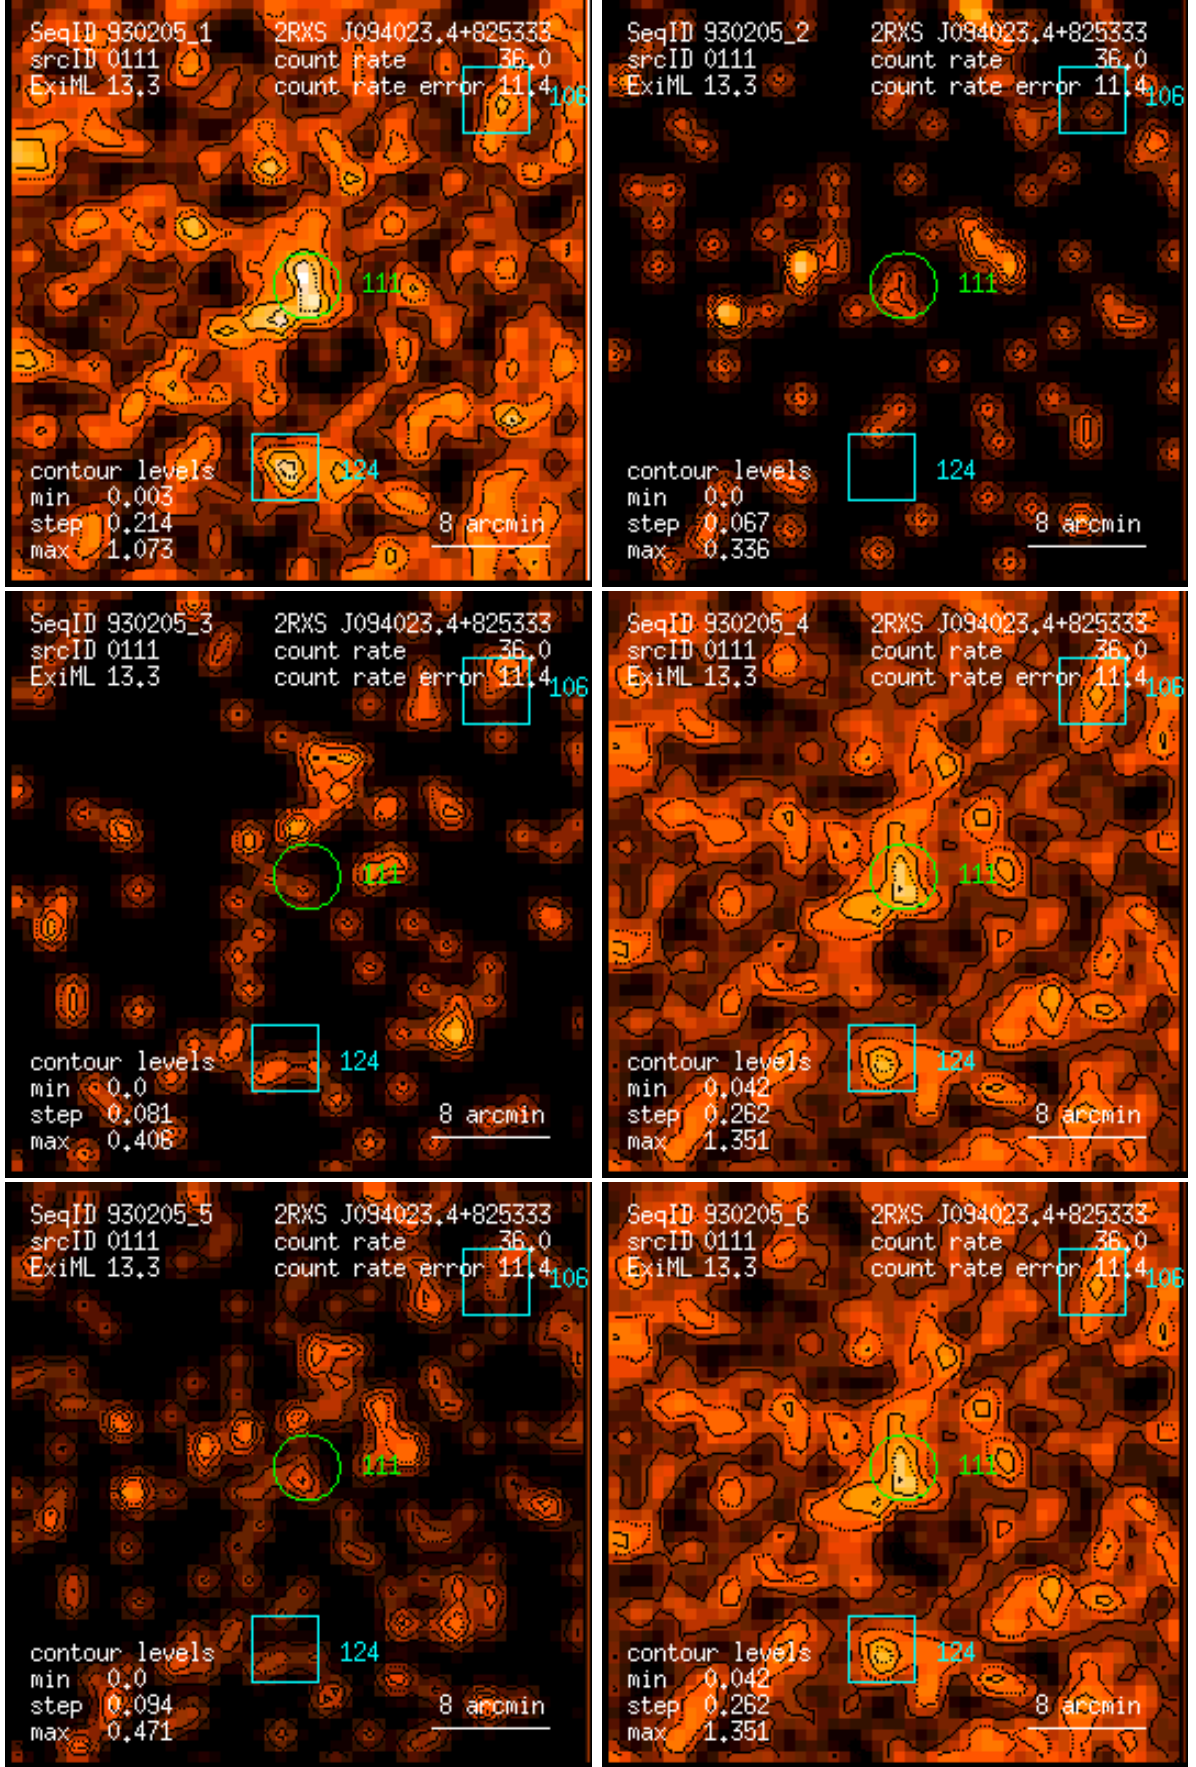 SeqID 930205_1 2RXS J094023.4+825333
srcID 0111 count rate 36.0
ExiML 13.3 count rate error 11.4
106
111
124
contour levels
min 0.003
step 0.214 8 arcmin
max 1.073
SeqID 930205_2 2RXS J094023.4+825333
srcID 0111 count rate 36.0
ExiML 13.3 count rate error 11.4
106
111
contour levels 124
min 0.0
step 0.067 8 arcmin
max 0.336
SeqID 930205_3 2RXS J094023.4+825333
srcID 0111 count rate 36.0
ExiML 13.3 count rate error 11.4
106
111
contour levels 124
min 0.0
step 0.081 8 arcmin
max 0.406
SeqID 930205_4 2RXS J094023.4+825333
srcID 0111 count rate 36.0
ExiML 13.3 count rate error 11.4
106
111
contour levels 124
min 0.042
step 0.262 8 arcmin
max 1.351
SeqID 930205_5 2RXS J094023.4+825333
srcID 0111 count rate 36.0
ExiML 13.3 count rate error 11.4
106
111
contour levels 124
min 0.0
step 0.094 8 arcmin
max 0.471
SeqID 930205_6 2RXS J094023.4+825333
srcID 0111 count rate 36.0
ExiML 13.3 count rate error 11.4
106
111
contour levels 124
min 0.042
step 0.262 8 arcmin
max 1.351